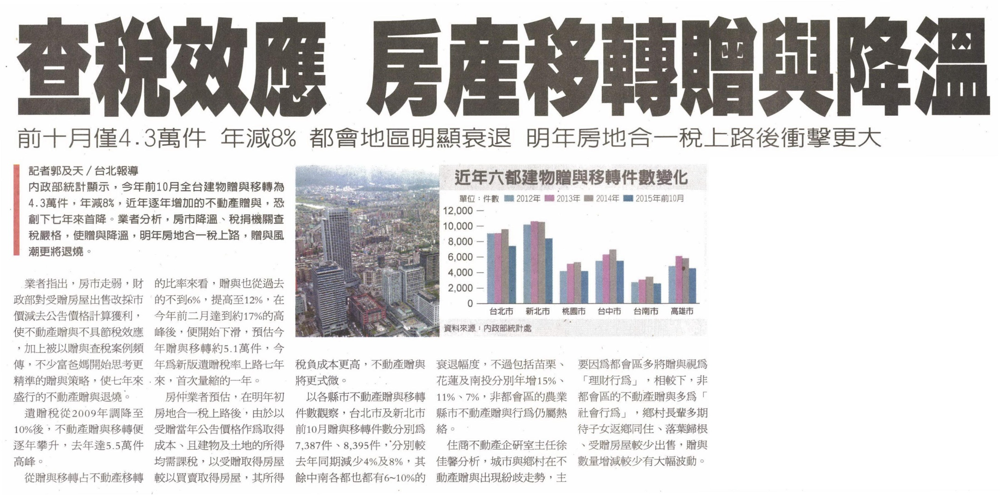 查稅效應 房產移轉贈與降溫
前十月僅4.3萬件 年減8% 都會地區明顯衰退 明年房地合一稅上路後衝擊更大
記者郭及天／台北報導
內政部統計顯示，今年前10月全台建物贈與移轉為
4.3萬件，年減8%，近年逐年增加的不動產贈與，恐
創下七年來首降。業者分析，房市降溫、稅捐機關查
稅嚴格，使贈與降溫，明年房地合一稅上路，贈與風
潮更將退燒。
業者指出，房市走弱，財
政部對受贈房屋出售改採市
價減去公告價格計算獲利，
使不動產贈與不具節稅效應
，加上被以贈與查稅案例頻
傳，不少富爸媽開始思考更
精準的贈與策略，使七年來
盛行的不動產贈與退燒。
遺贈稅從2009年調降至
10%後，不動產贈與移轉便
逐年攀升，去年達5.5萬件
高峰。
從贈與移轉占不動產移轉
的比率來看，贈與也從過去
的不到6%，提高至12%，在
今年前二月達到約17%的高
峰後，便開始下滑，預估今
年贈與移轉約5.1萬件，今
年為新版遺贈稅率上路七年
來，首次量縮的一年。
房仲業者預估，在明年初
房地合一稅上路後，由於以
受贈當年公告價格作為取得
成本、且建物及土地的所得
均需課稅，以受贈取得房屋
較以買賣取得房屋，其所得
稅負成本更高，不動產贈與
將更式微。
以各縣市不動產贈與移轉
件數觀察，台北市及新北市
前10月贈與移轉件數分別為
7,387件、8,395件，分別較
去年同期減少4%及8%，其
餘中南各都也都有6~10%的
衰退幅度，不過包括苗栗、
花蓮及南投分別年增15%、
11%、7%，非都會區的農業
縣市不動產贈與行為仍屬熱
絡。
住商不動產企研室主任徐
佳馨分析，城市與鄉村在不
動產贈與出現紛歧走勢，主
要因為都會區多將贈與視為
「理財行為」，相較下，非
都會區的不動產贈與多為「
社會行為」，鄉村長輩多期
待子女返鄉同住、落葉歸根
、受贈房屋較少出售，贈與
數量增減較少有大幅波動。
近年六都建物贈與移轉件數變化
單位：件數 2012年 2013年 2014年 2015年前10月
12,000
10,000
8,000
6,000
4,000
2,000
0
台北市 新北市 桃園市 台中市 台南市 高雄市
資料來源：內政部統計處